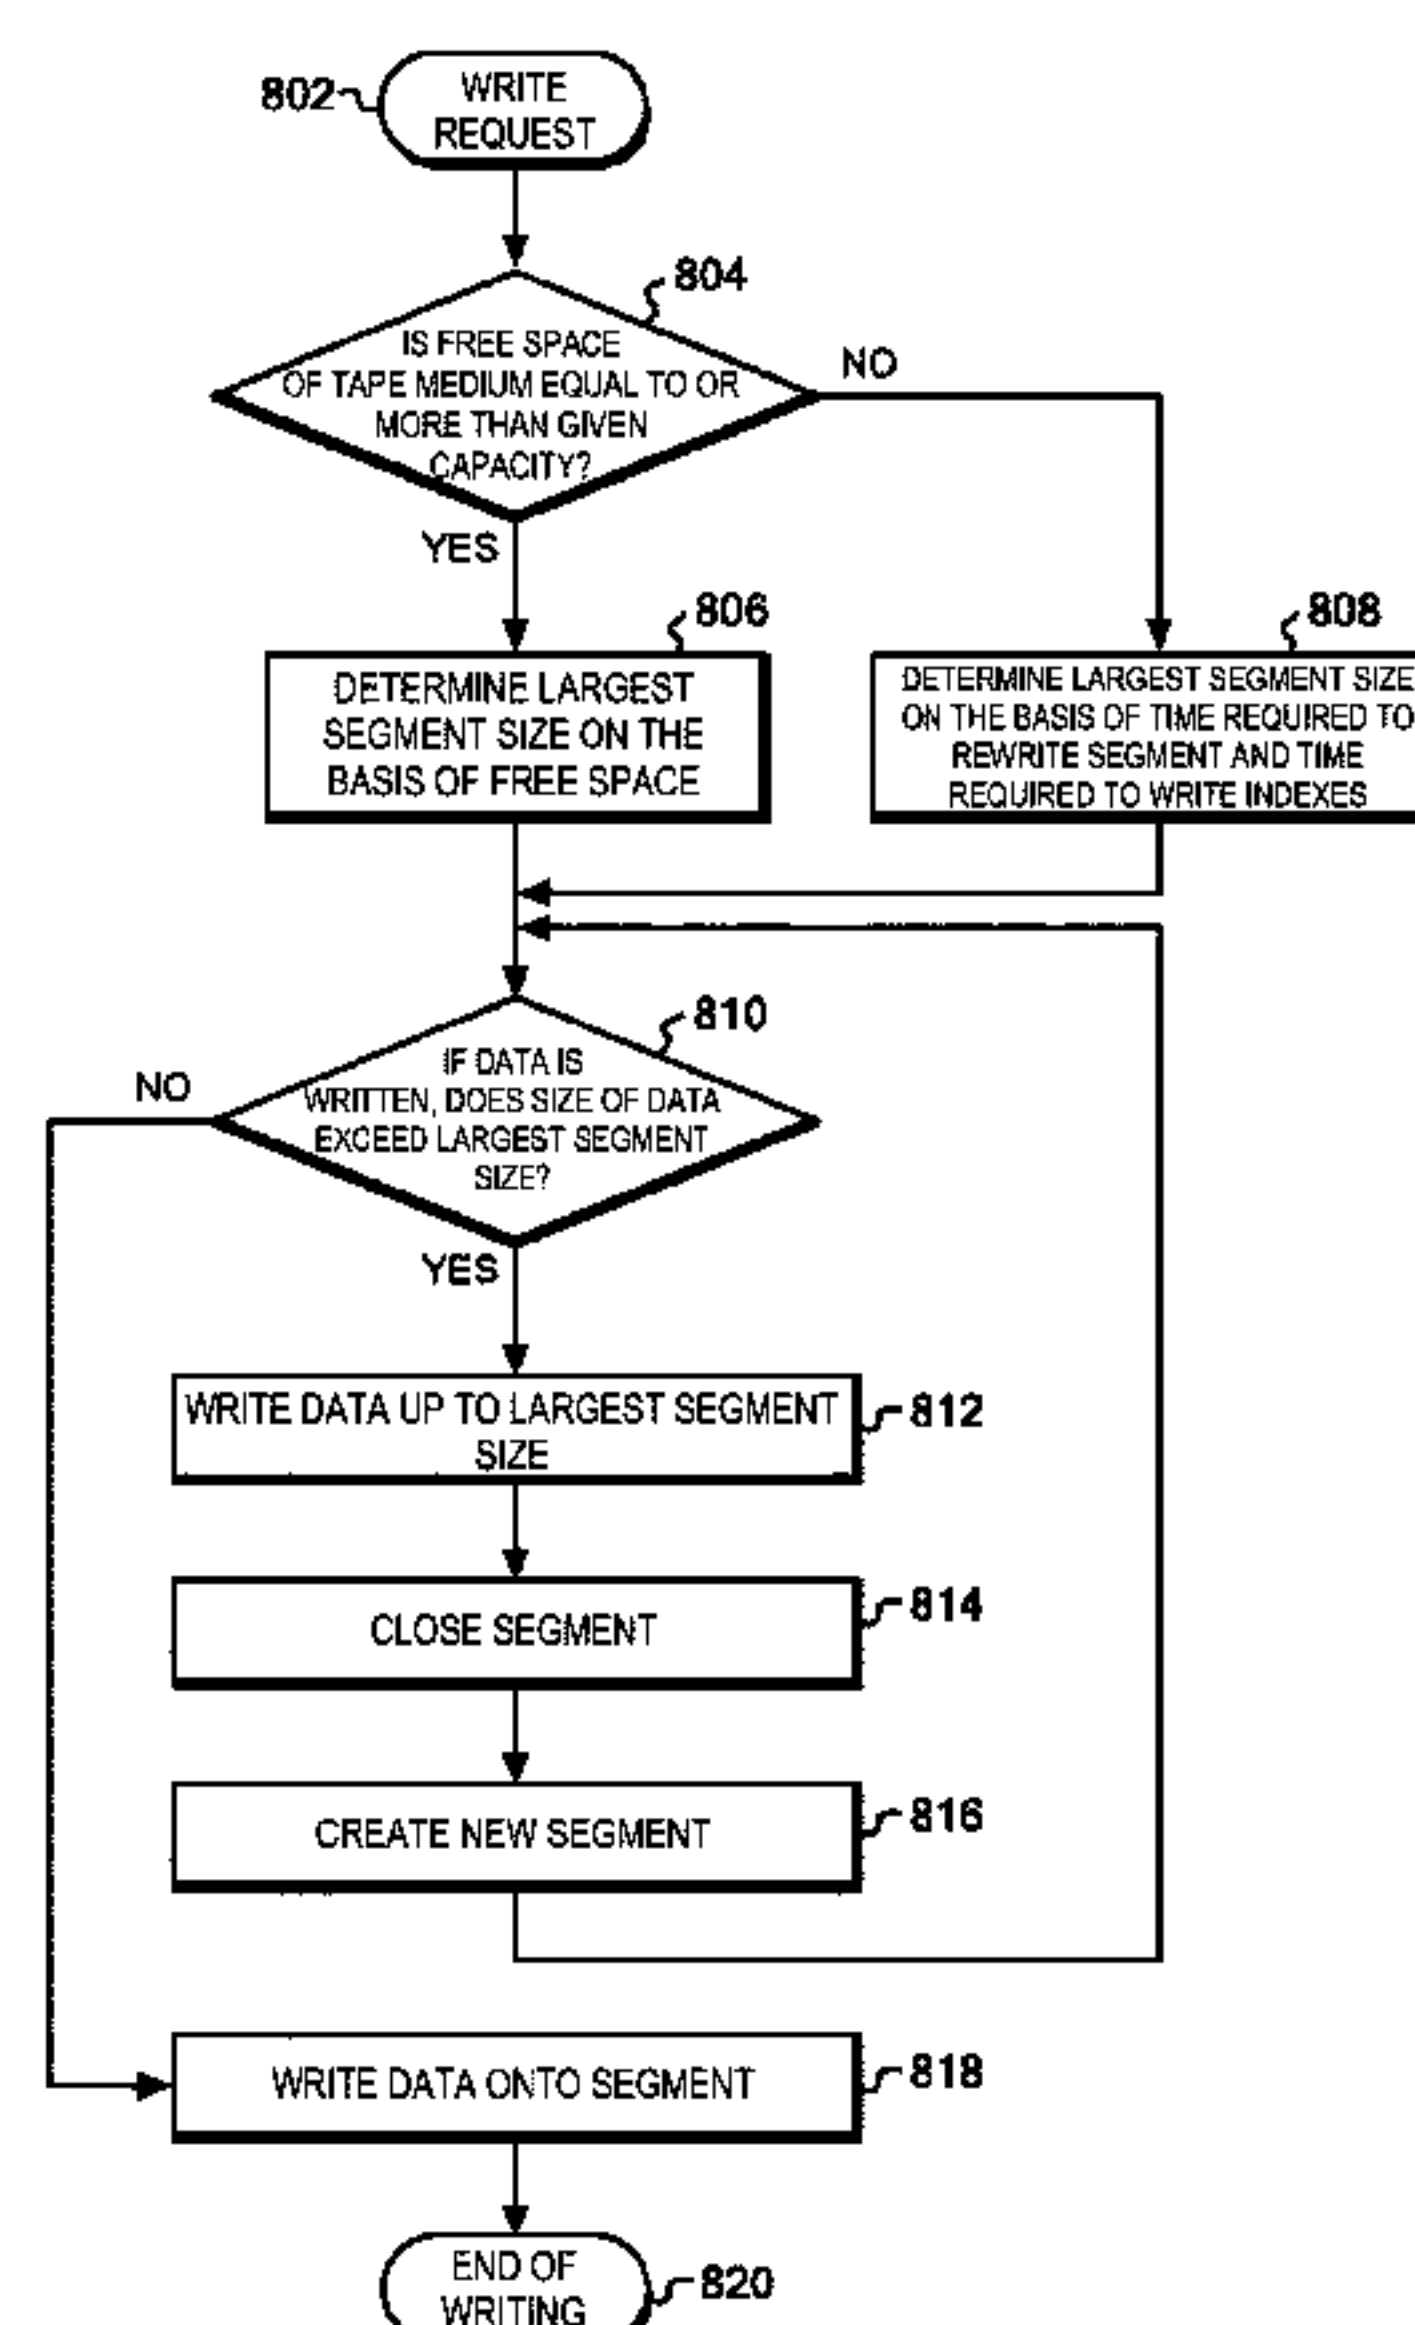 802
WRITE
REQUEST
804
IS FREE SPACE
OF TAPE MEDIUM EQUAL TO OR
MORE THAN GIVEN
CAPACITY?
NO
YES
806
DETERMINE LARGEST
SEGMENT SIZE ON THE
BASIS OF FREE SPACE
808
DETERMINE LARGEST SEGMENT SIZE
ON THE BASIS OF TIME REQUIRED TO
REWRITE SEGMENT AND TIME
REQUIRED TO WRITE INDEXES
810
IF DATA IS
WRITTEN, DOES SIZE OF DATA
EXCEED LARGEST SEGMENT
SIZE?
NO
YES
WRITE DATA UP TO LARGEST SEGMENT
SIZE
812
CLOSE SEGMENT
814
CREATE NEW SEGMENT
816
WRITE DATA ONTO SEGMENT
818
END OF
WRITING
820